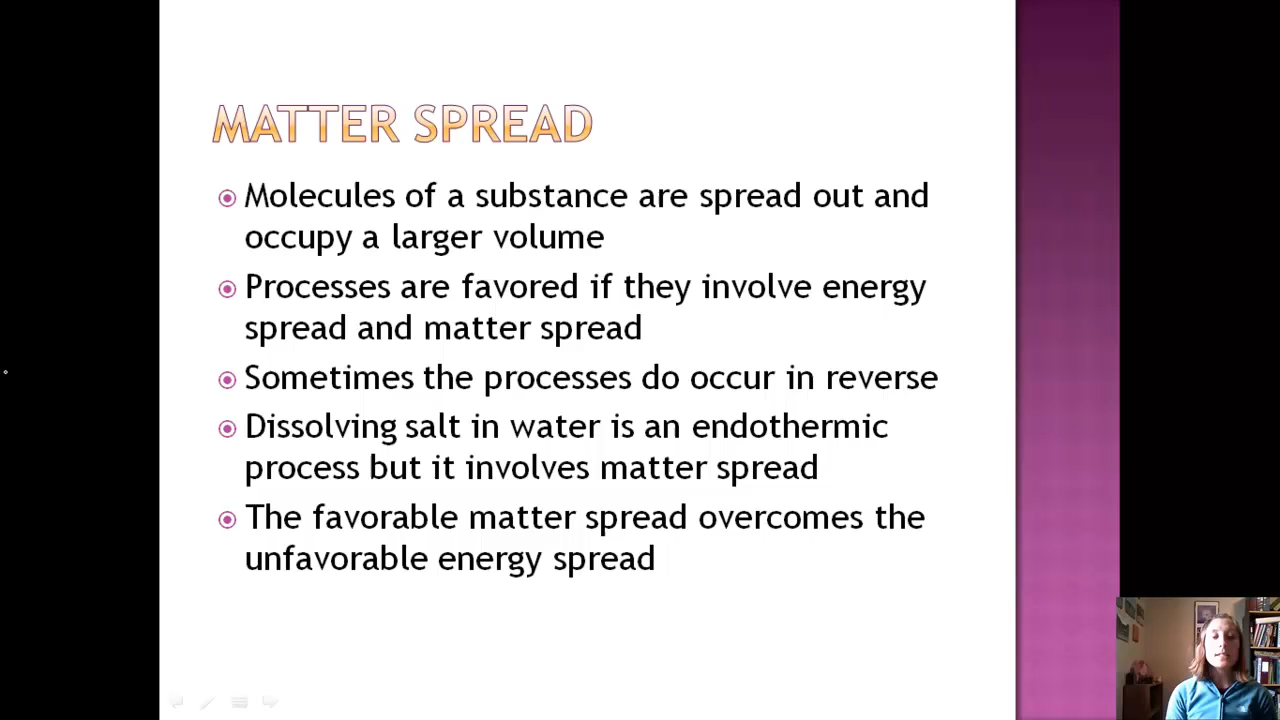 MATTER SPREAD
Molecules of a substance are spread out and
occupy a larger volume
Processes are favored if they involve energy
spread and matter spread
Sometimes the processes do occur in reverse
Dissolving salt in water is an endothermic
process but it involves matter spread
The favorable matter spread overcomes the
unfavorable energy spread